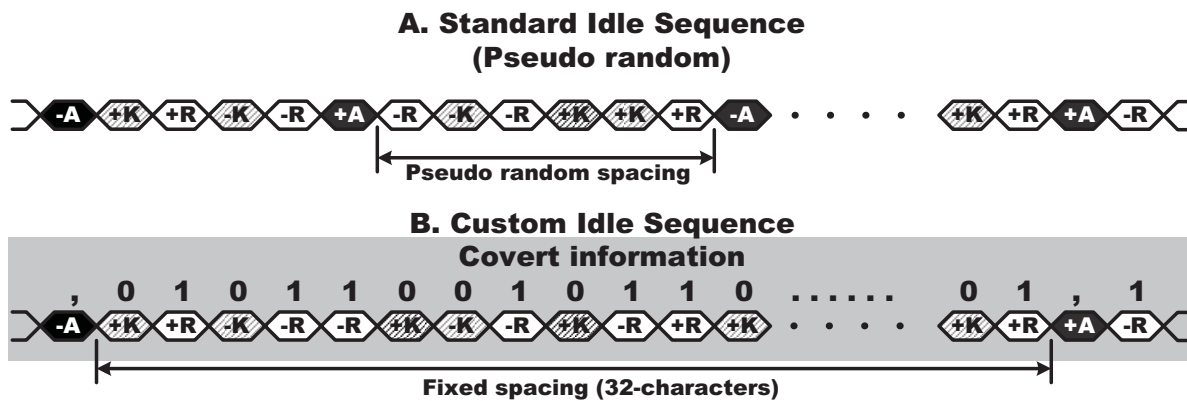 A. Standard Idle Sequence
(Pseudo random)
-A +K +R -K -R +A -R -K -R +K +K +R -A . . . . +K +R +A -R
Pseudo random spacing
B. Custom Idle Sequence
Covert information
, 0 1 0 1 1 0 0 1 0 1 1 0 ...... 0 1 , 1
-A +K +R -K -R -R +K -K -R +K -R +R +K . . . . +K +R +A -R
Fixed spacing (32-characters)